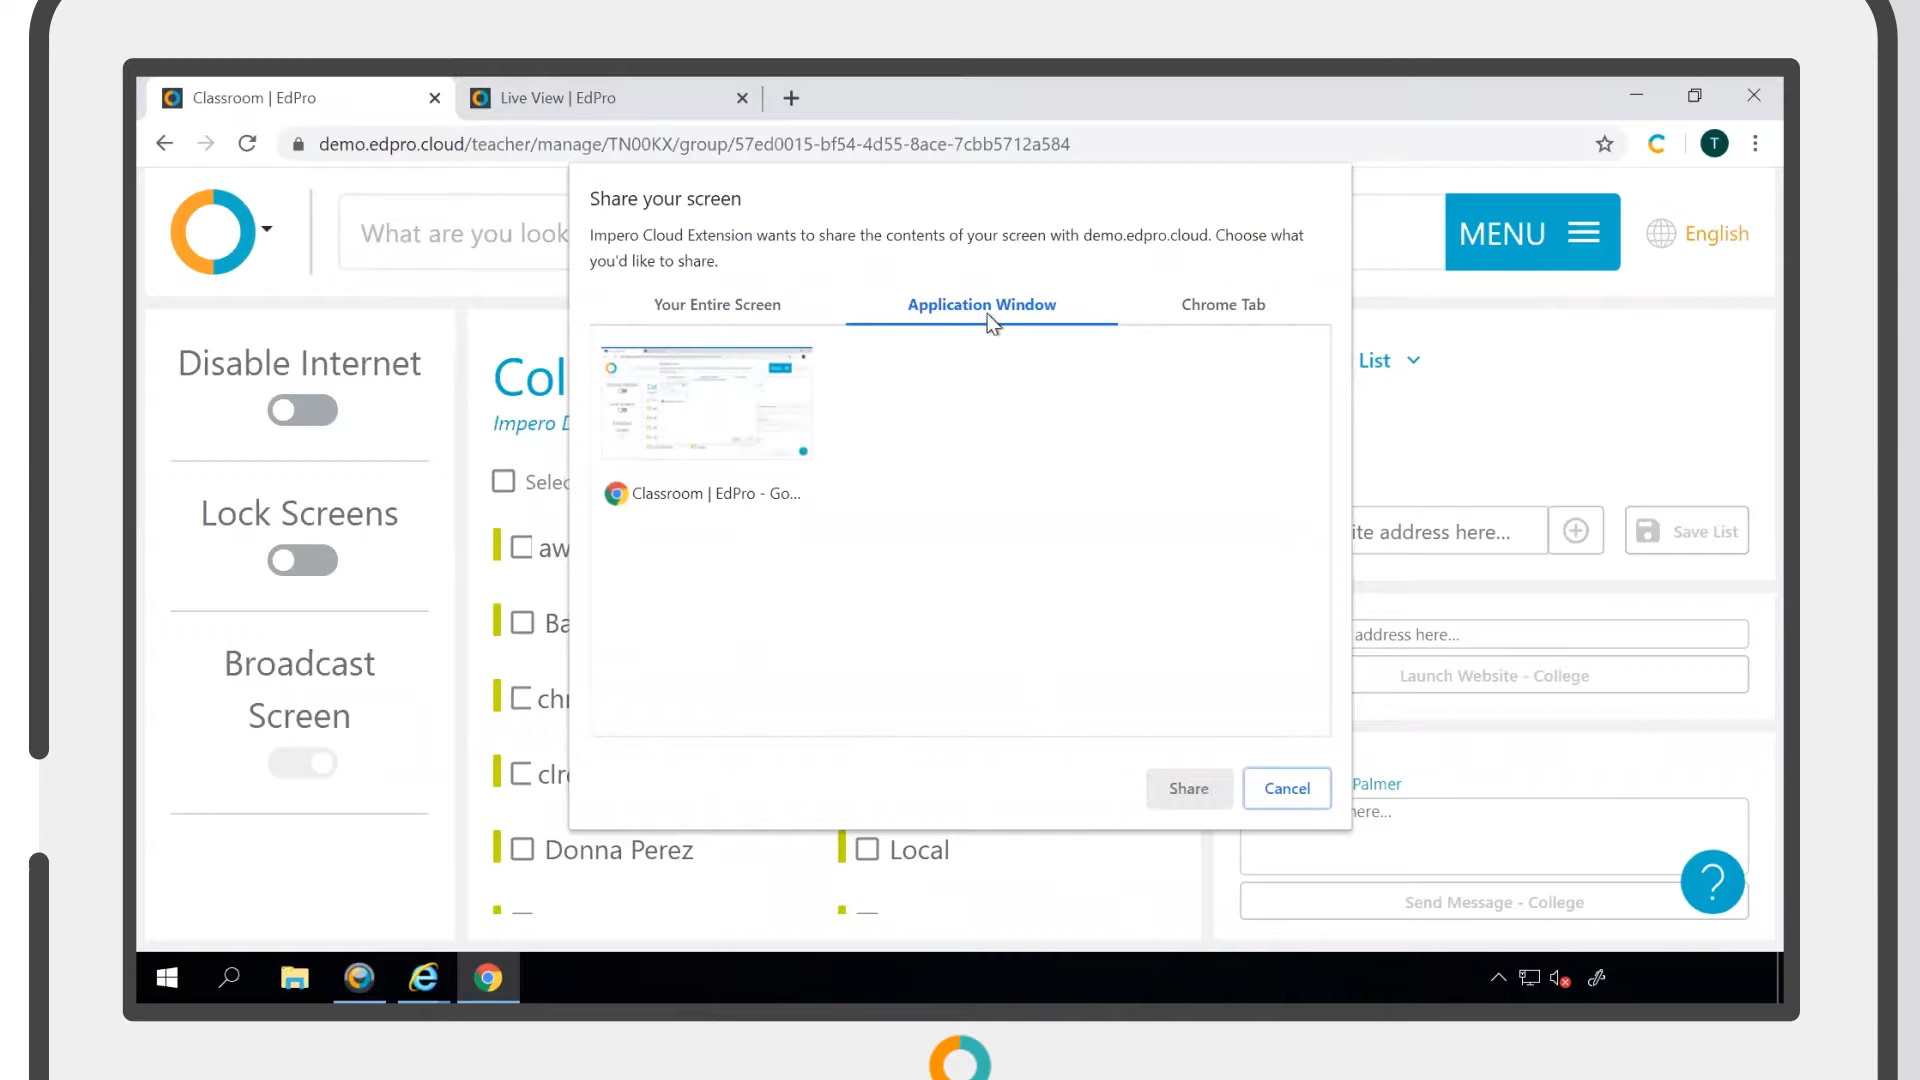 Classroom | EdPro
Live View | EdPro
demo.edpro.cloud/teacher/manage/TN00KX/group/57ed0015-bf54-4d55-8ace-7cbb5712a584
T
What are you look
MENU
English
Share your screen
Impero Cloud Extension wants to share the contents of your screen with demo.edpro.cloud. Choose what
you'd like to share.
Your Entire Screen
Application Window
Chrome Tab
Classroom | EdPro - Go...
Share
Cancel
Disable Internet
Lock Screens
Broadcast
Screen
Col
Impero D
Selec
aw
Ba
chr
clre
Donna Perez
Local
List
ite address here...
Save List
address here...
Launch Website - College
Palmer
here...
Send Message - College
?